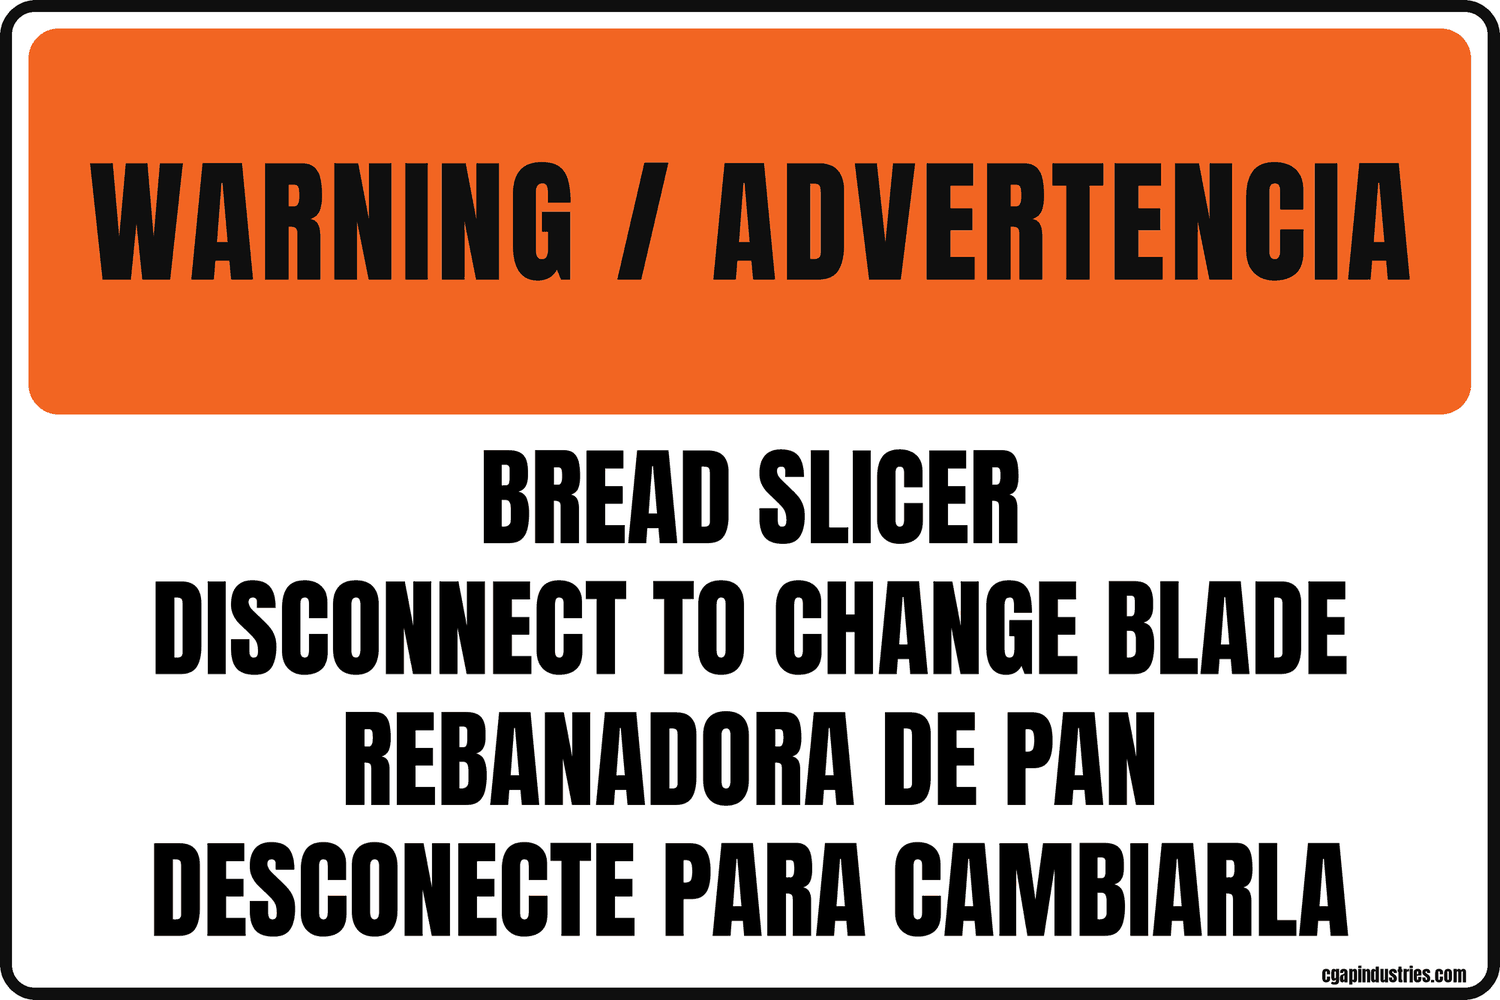 WARNING / ADVERTENCIA
BREAD SLICER
DISCONNECT TO CHANGE BLADE
REBANADORA DE PAN
DESCONECTE PARA CAMBIARLA
cgapindustries.com